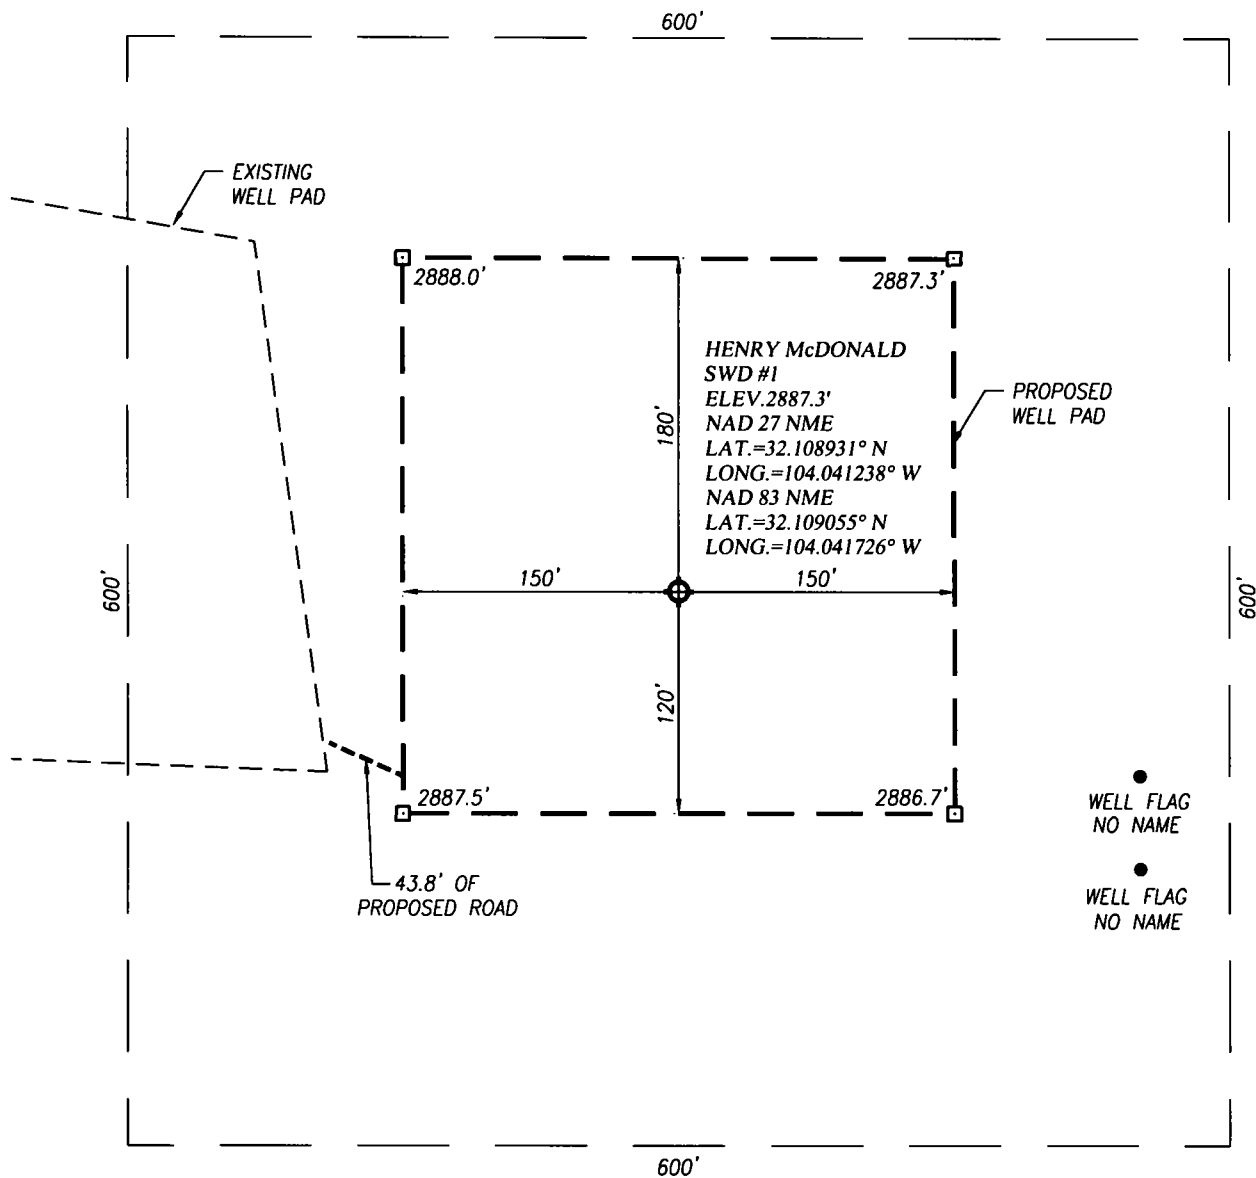 600'
EXISTING
WELL PAD
2888.0'
2887.3'
HENRY McDONALD
SWD #1
ELEV.2887.3'
NAD 27 NME
LAT.=32.108931° N
LONG.=104.041238° W
NAD 83 NME
LAT.=32.109055° N
LONG.=104.041726° W
PROPOSED
WELL PAD
180'
600'
150'
150'
600'
120'
2887.5'
2886.7'
WELL FLAG
NO NAME
43.8' OF
PROPOSED ROAD
WELL FLAG
NO NAME
600'